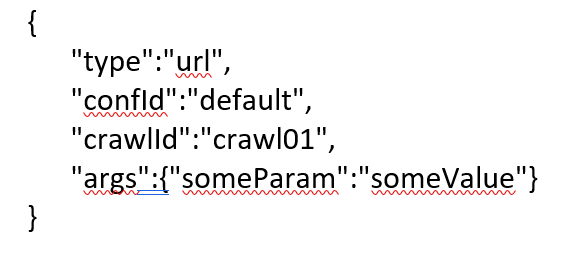 {
"type":"url",
"confId":"default",
"crawlId":"crawl01",
"args":{"someParam":"someValue"}
}